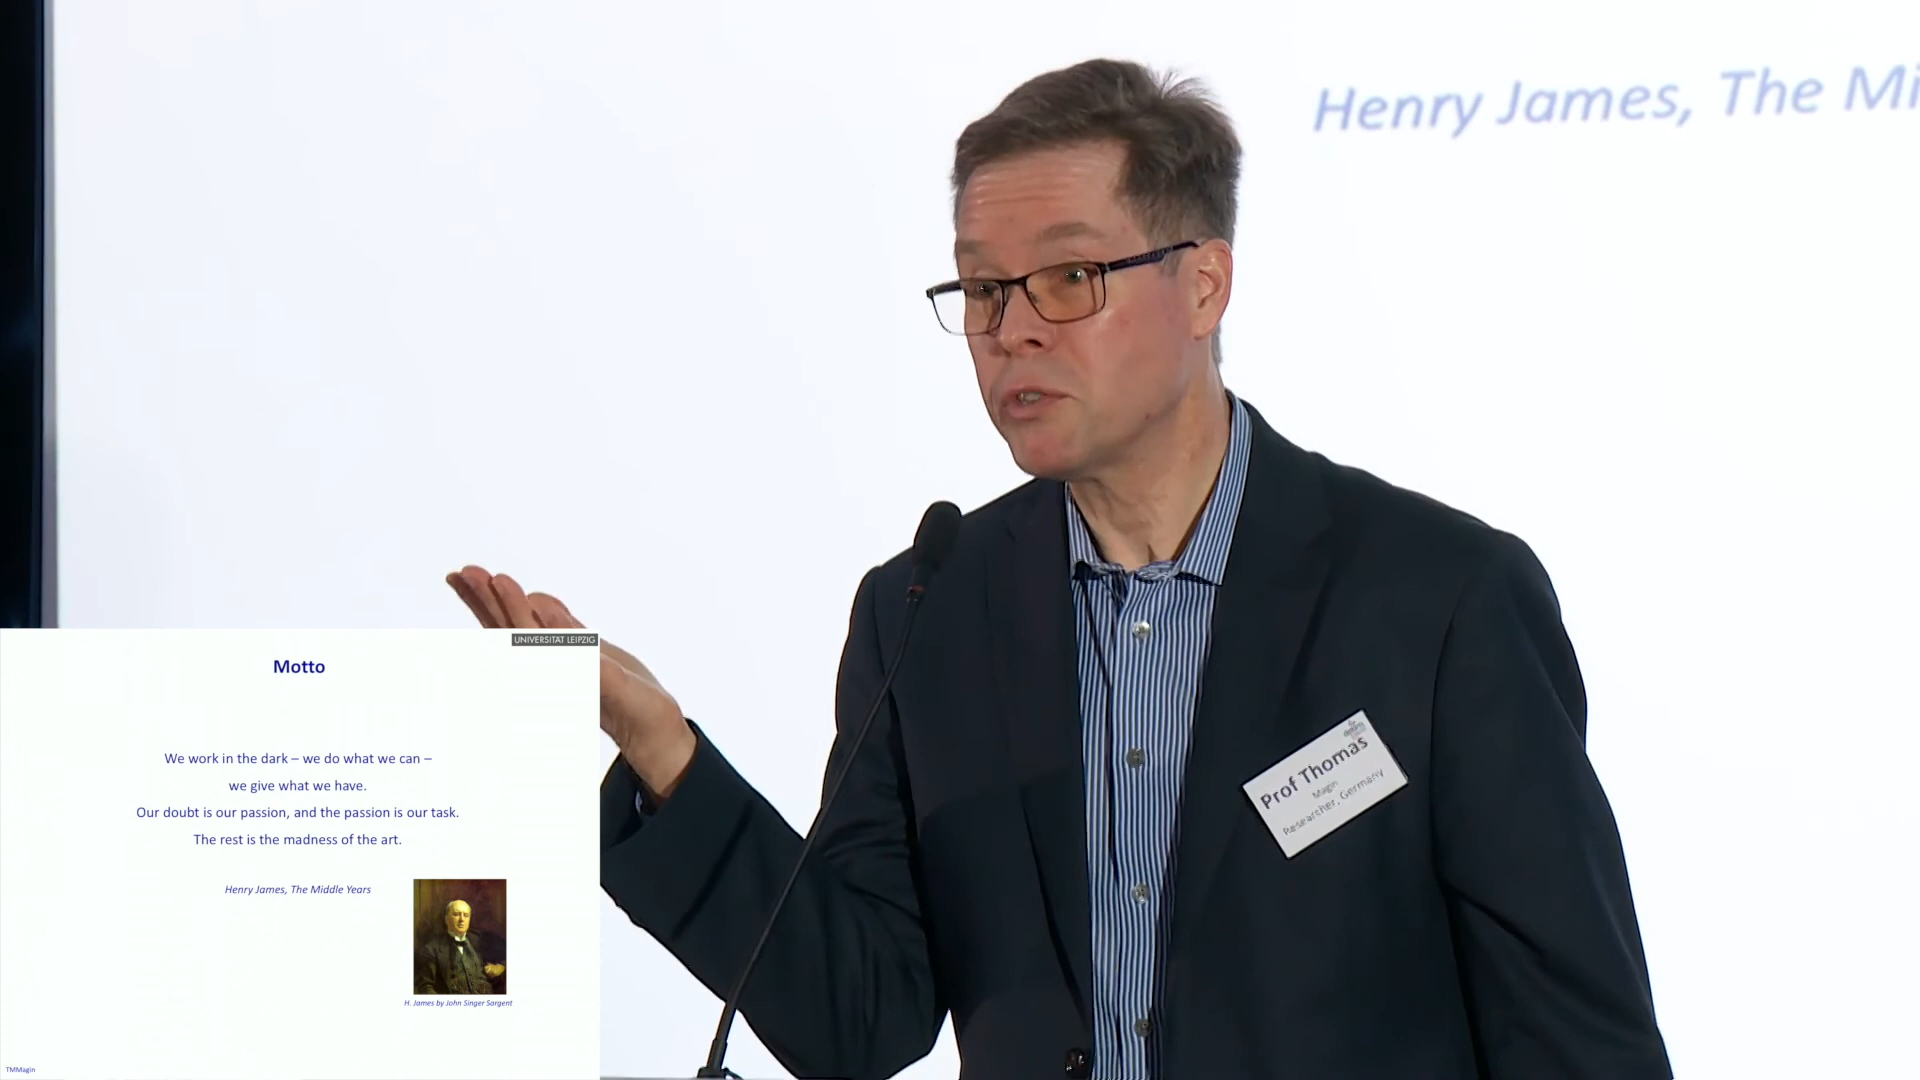 Henry James, The Mi
UNIVERSITÄT LEIPZIG
Motto
We work in the dark – we do what we can –
we give what we have.
Our doubt is our passion, and the passion is our task.
The rest is the madness of the art.
Henry James, The Middle Years
H. James by John Singer Sargent
TMMagin
Prof Thomas
Magin
Researcher, Germany